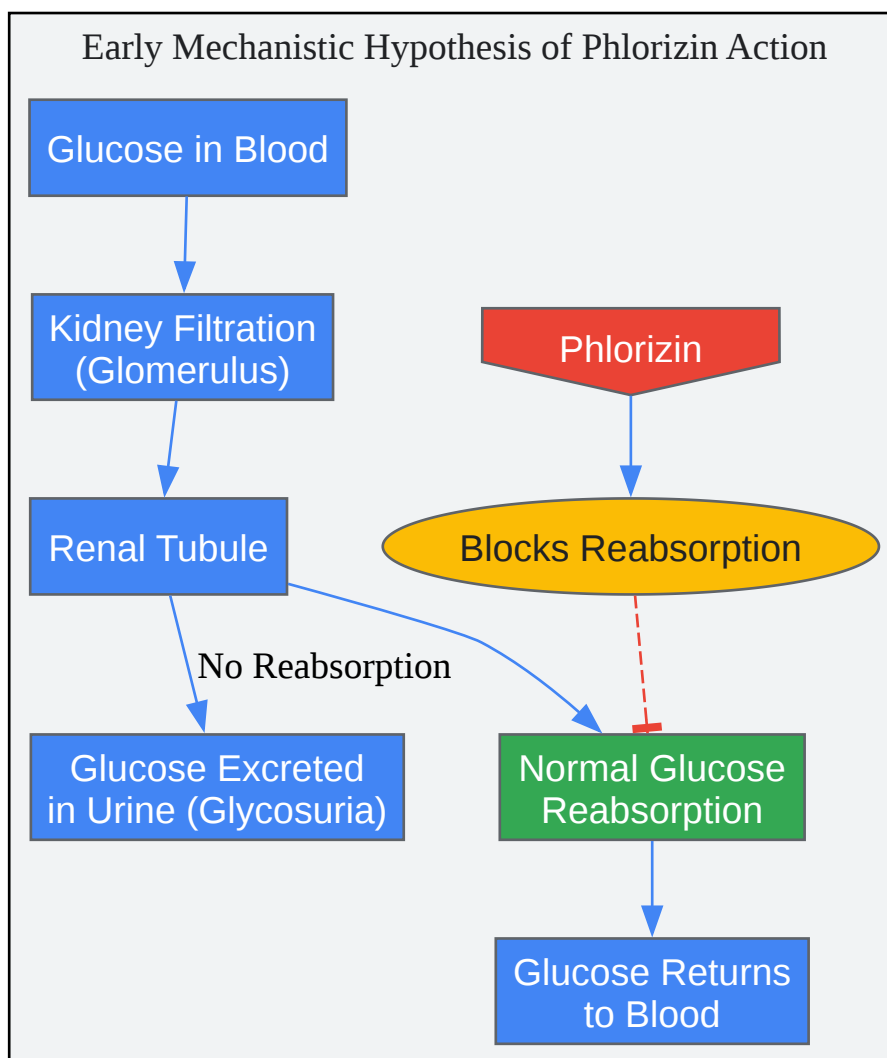 Early Mechanistic Hypothesis of Phlorizin Action
Glucose in Blood
Kidney Filtration
(Glomerulus)
Phlorizin
Renal Tubule
Blocks Reabsorption
No Reabsorption
Glucose Excreted
in Urine (Glycosuria)
Normal Glucose
Reabsorption
Glucose Returns
to Blood